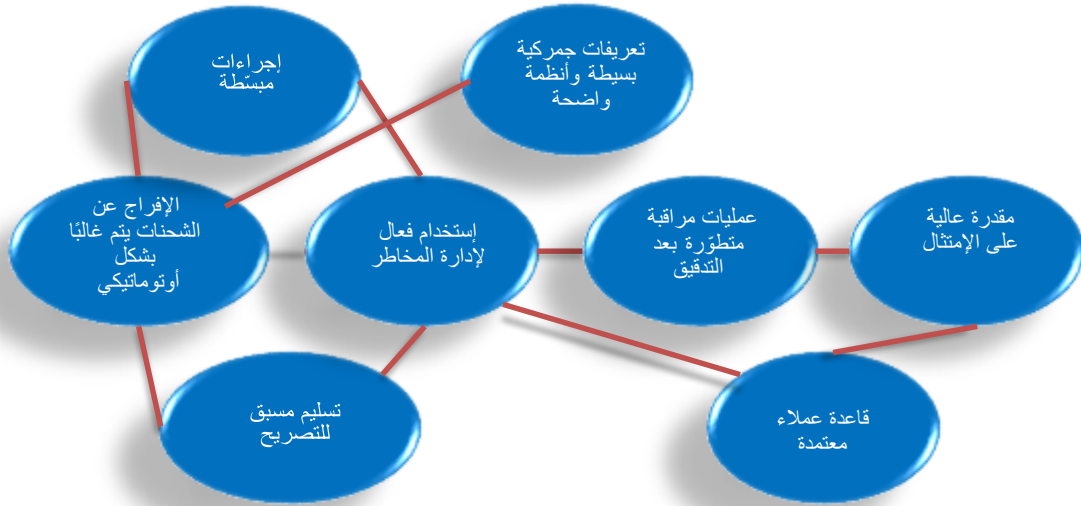 إجراءات
مبسّطة
تعريفات جمركية
بسيطة وأنظمة
واضحة
الإفراج عن
الشحنات يتم غالبًا
بشكل
أوتوماتيكي
إستخدام فعال
لإدارة المخاطر
عمليات مراقبة
متطوّرة بعد
التدقيق
مقدرة عالية
على الإمتثال
تسليم مسبق
للتصريح
قاعدة عملاء
معتمدة